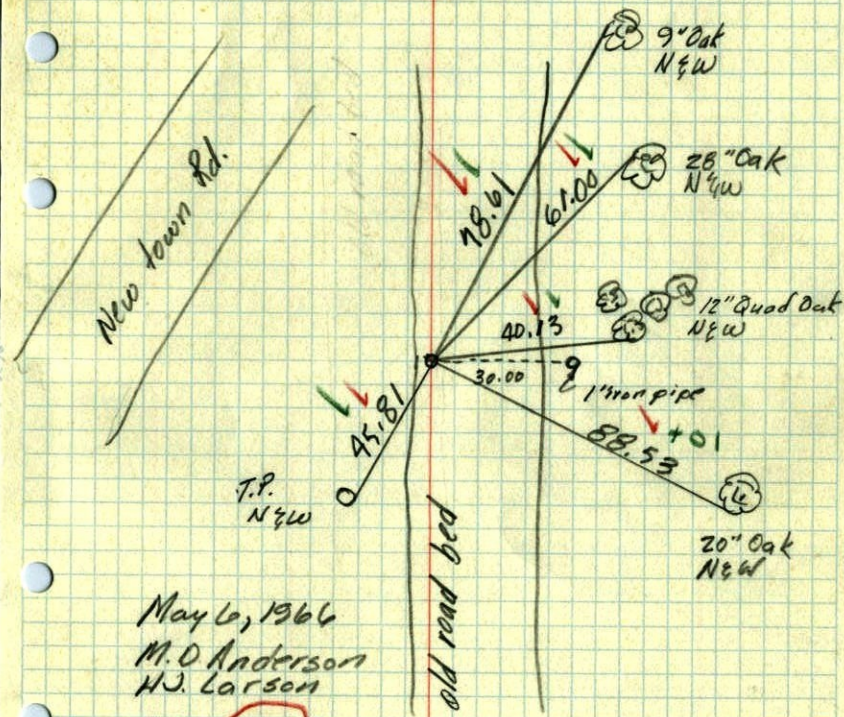 9" Oak
N&W
28" Oak
N&W
New town Rd.
78.61
61.00
12" Quad Oak
N&W
40.13
30.00
1" iron pipe
45.81
88.53
+01
T.P.
N&W
20" Oak
N&W
old road bed
May 6, 1966
M.D Anderson
H.J. Larson